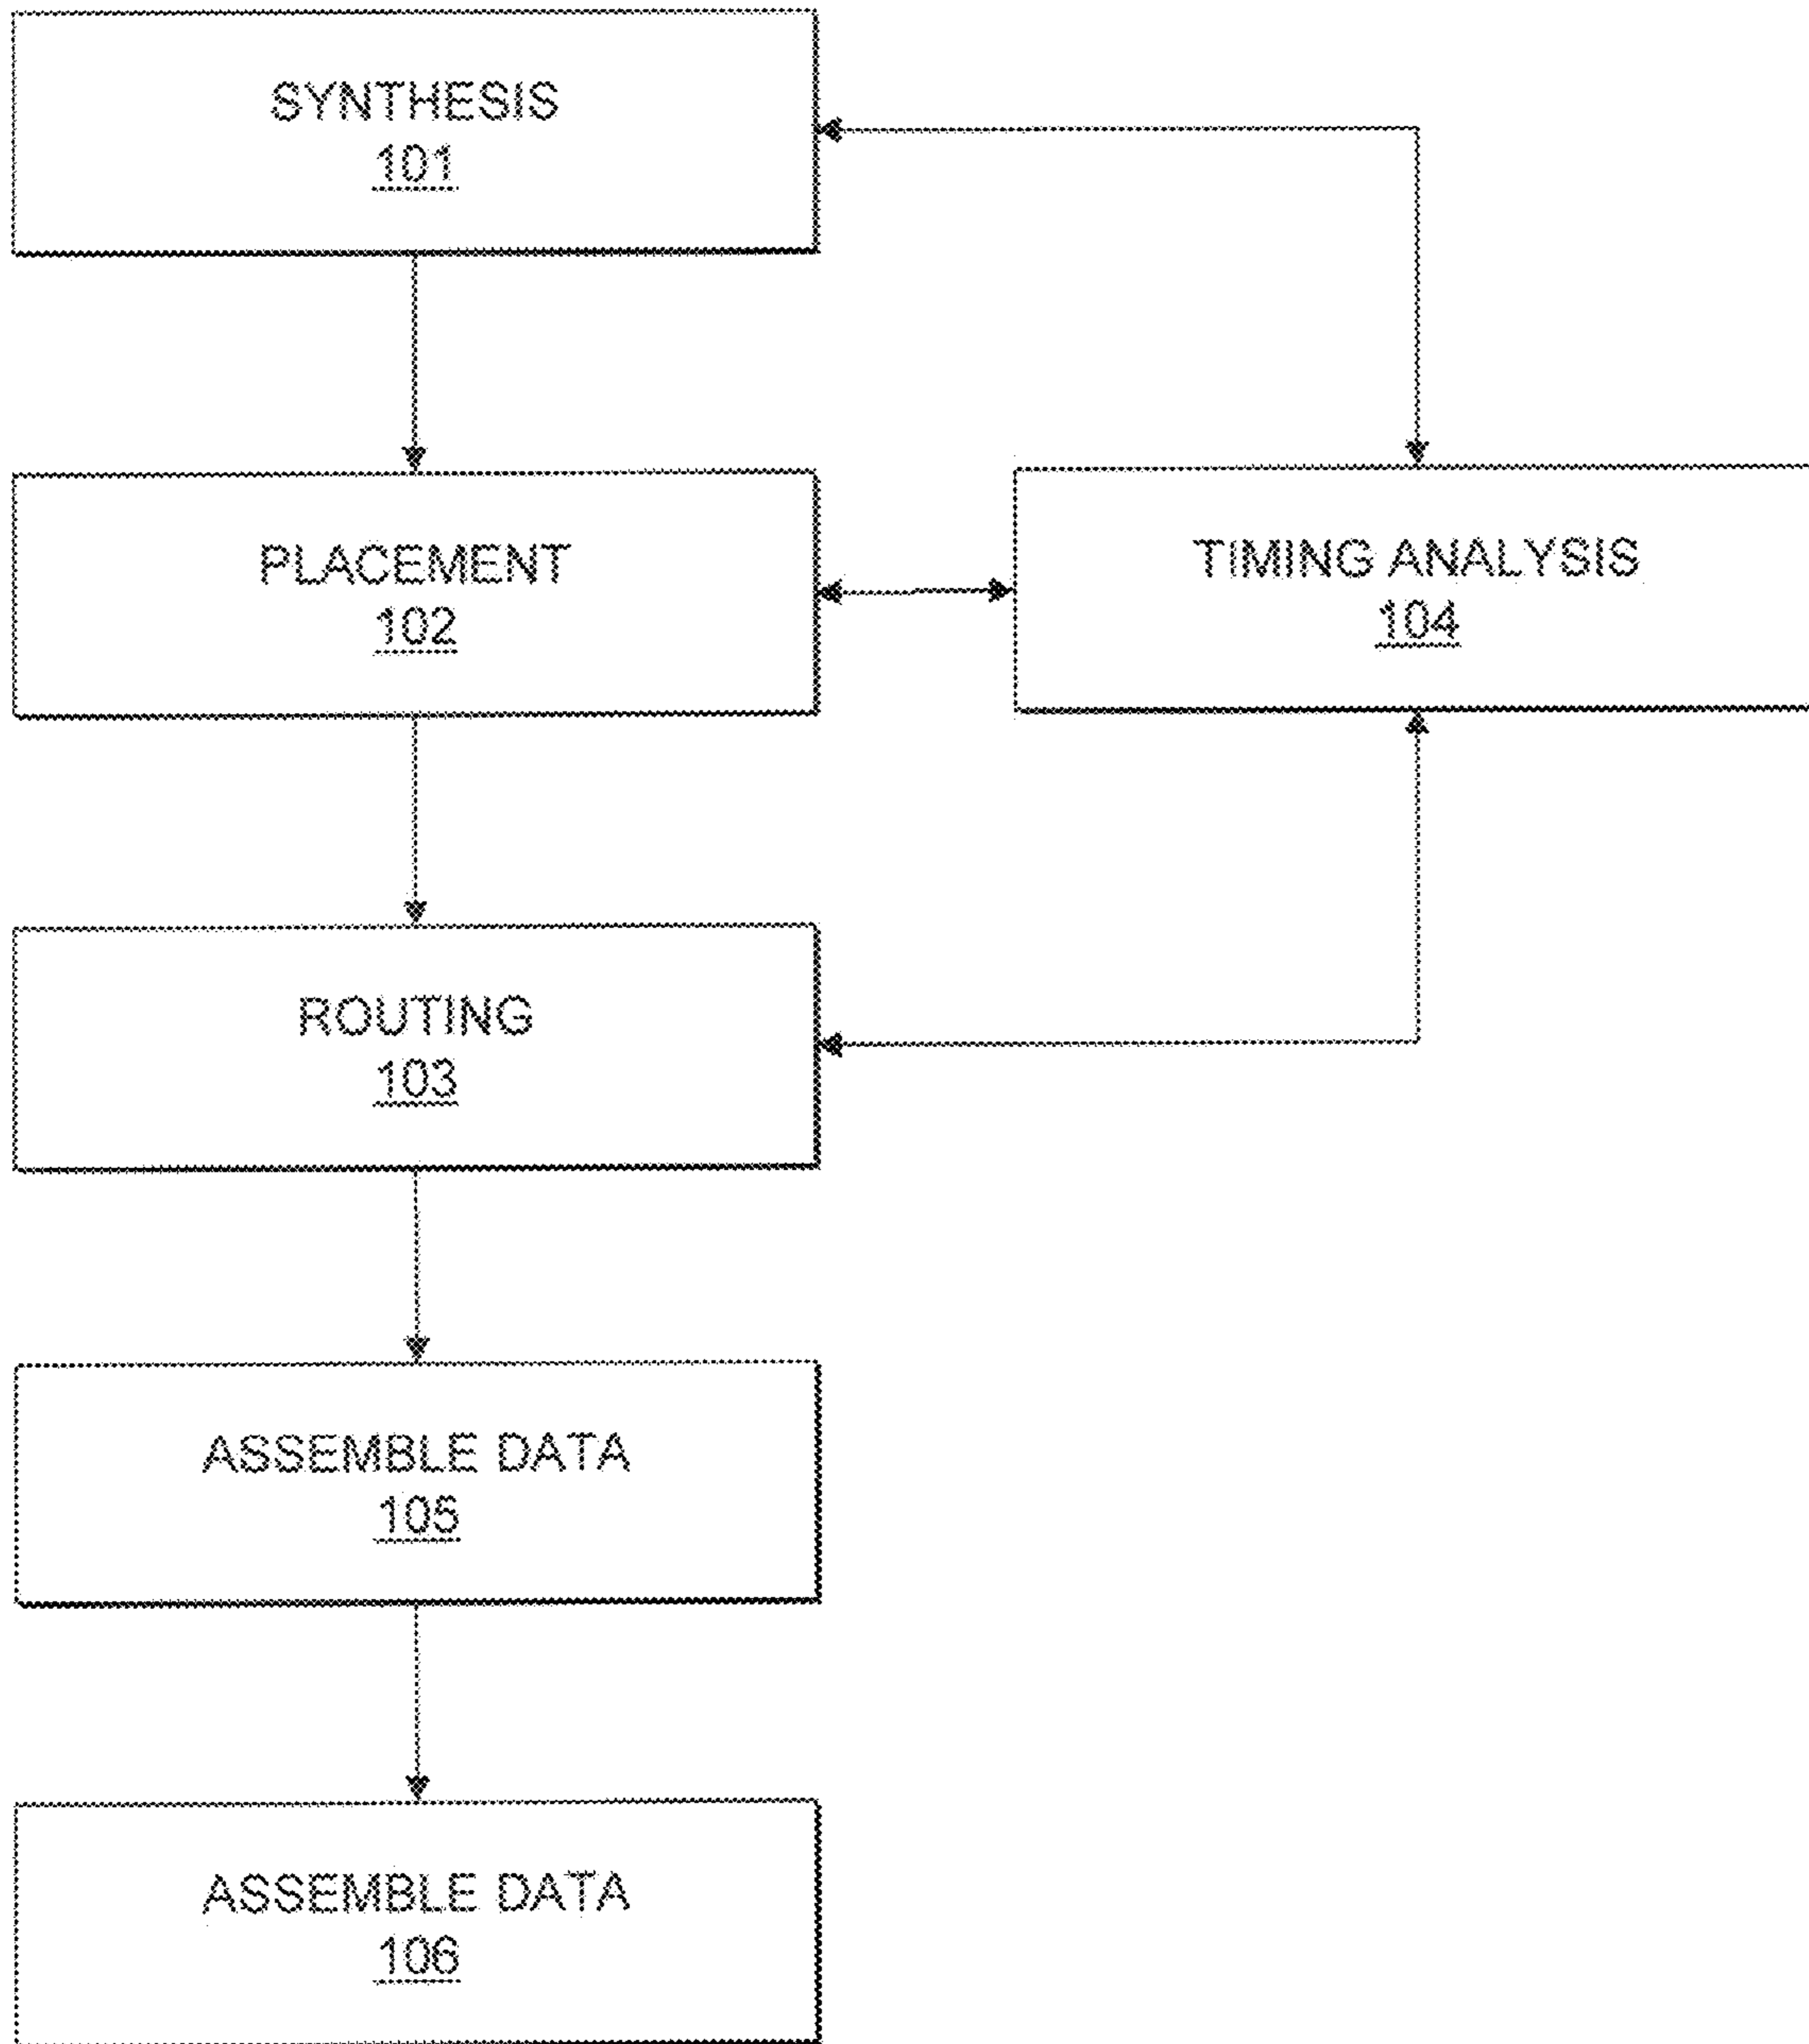 SYNTHESIS
101
PLACEMENT
102
TIMING ANALYSIS
104
ROUTING
103
ASSEMBLE DATA
105
ASSEMBLE DATA
106